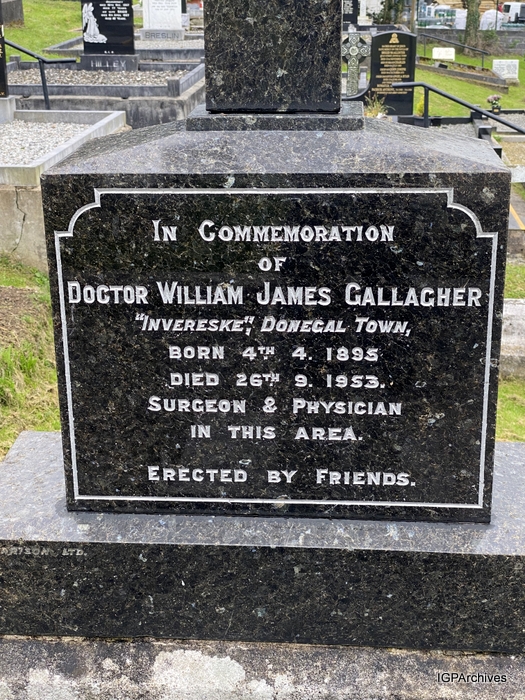 In Commemoration
of
Doctor William James Gallagher
"Invereske", Donegal Town,
born 4th 4. 1895
died 26th 9. 1953.
Surgeon & Physician
in this area.
Erected by Friends.
LTD.
IGPArchives